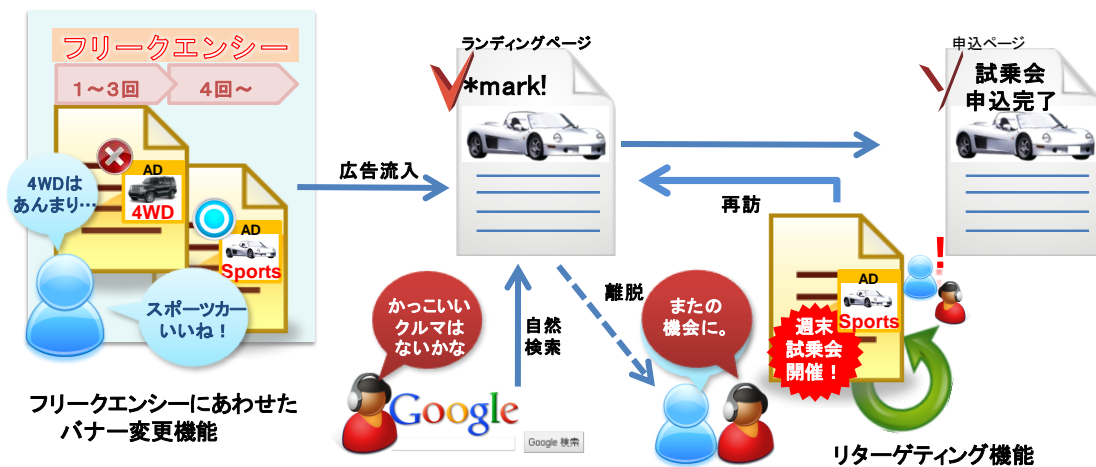 フリークエンシー
1～3回
4回～
4WDは
あんまり…
AD
4WD
AD
Sports
スポーツカー
いいね！
フリークエンシーにあわせた
バナー変更機能
広告流入
ランディングページ
*mark!
かっこいい
クルマは
ないかな
自然
検索
Google
Google 検索
離脱
またの
機会に。
再訪
申込ページ
試乗会
申込完了
AD
Sports
週末
試乗会
開催！
!
リターゲティング機能